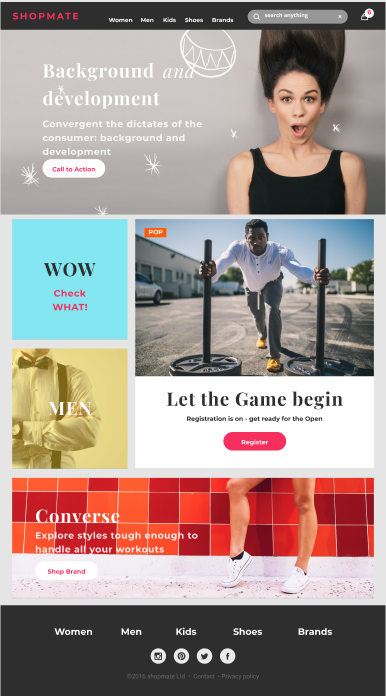 SHOPMATE
Women Men Kids Shoes Brands
search anything ×
6
Background and
development
Convergent the dictates of the
consumer: background and
development
Call to Action
WOW
Check
WHAT!
POP
MEN
Let the Game begin
Registration is on - get ready for the Open
Register
Converse
Explore styles tough enough to
handle all your workouts
Shop Brand
Women Men Kids Shoes Brands
©2016 shopmate Ltd • Contact • Privacy policy